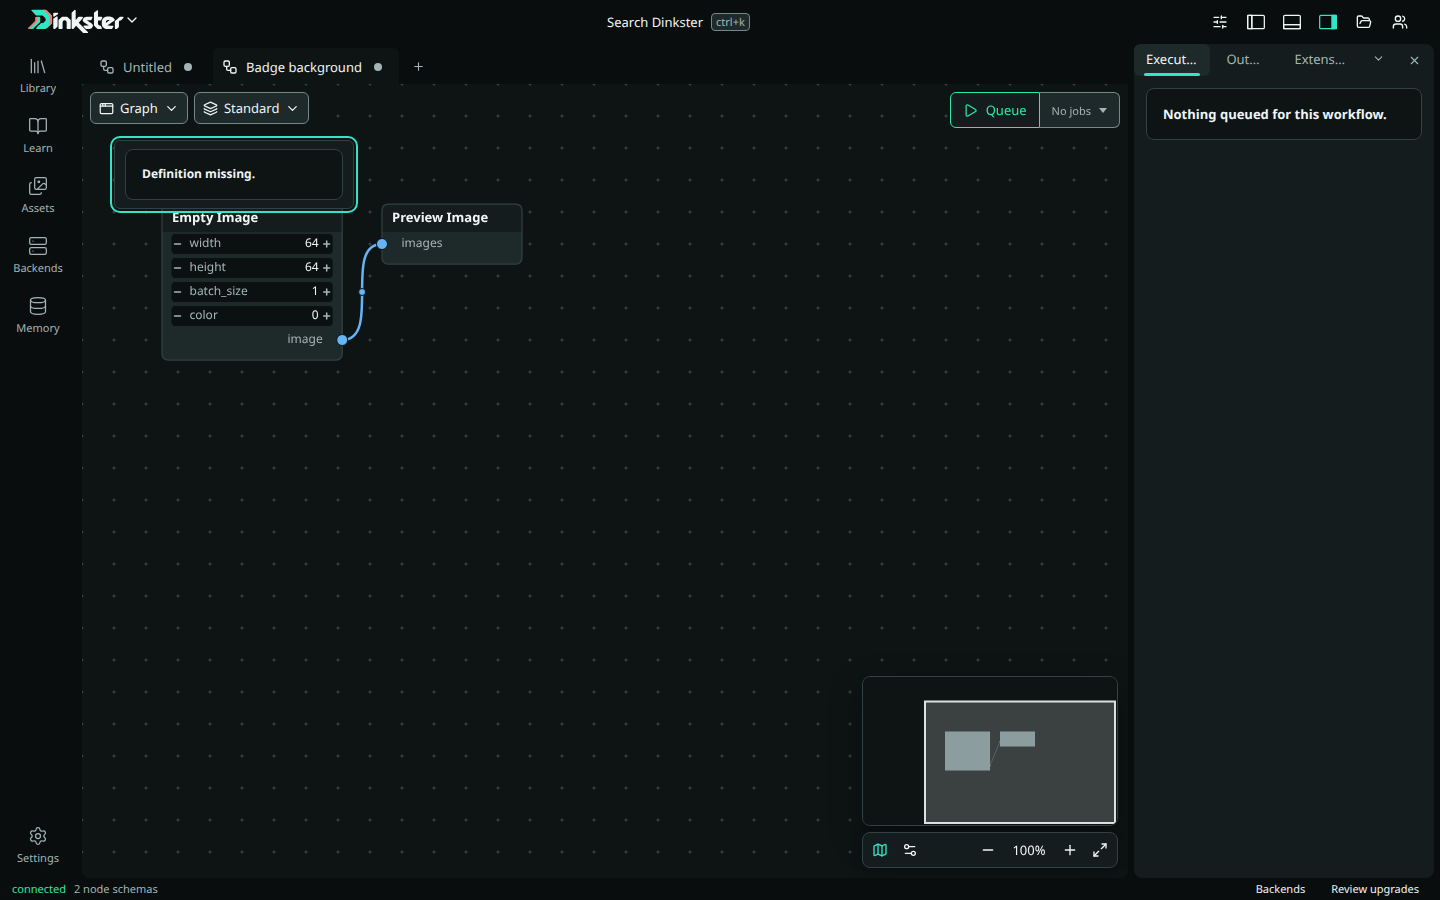 Dinkster
Search Dinkster ctrl+k
Library
Learn
Assets
Backends
Memory
Settings
Untitled
Badge background
Graph
Standard
Queue
No jobs
Definition missing.
Empty Image
width 64
height 64
batch_size 1
color 0
image
Preview Image
images
100%
Execut...
Out...
Extens...
Nothing queued for this workflow.
connected
2 node schemas
Backends
Review upgrades